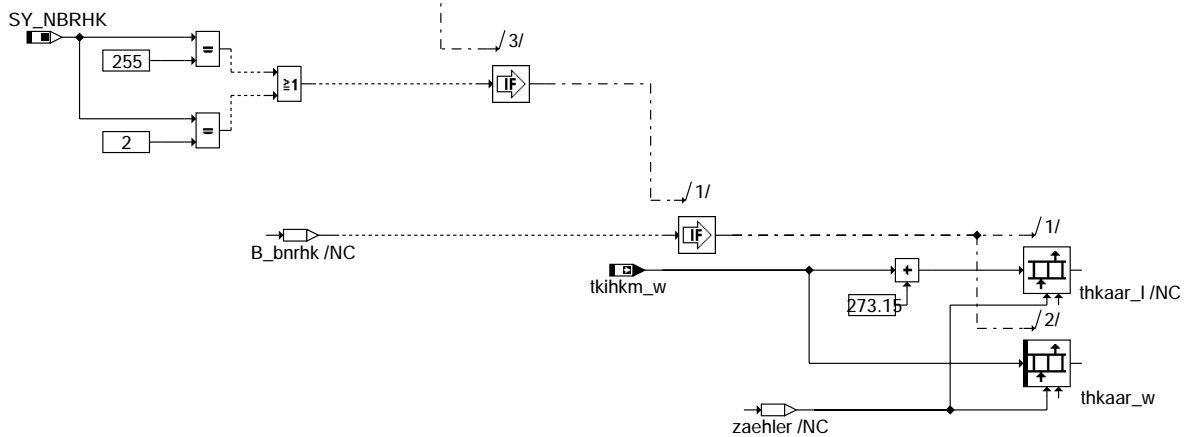 SY_NBRHK
/3/
255
=
≧1
IF
2
=
/1/
B_bnrhk /NC
IF
/1/
tkihkm_w
+
273.15
thkaar_l /NC
/2/
thkaar_w
zaehler /NC